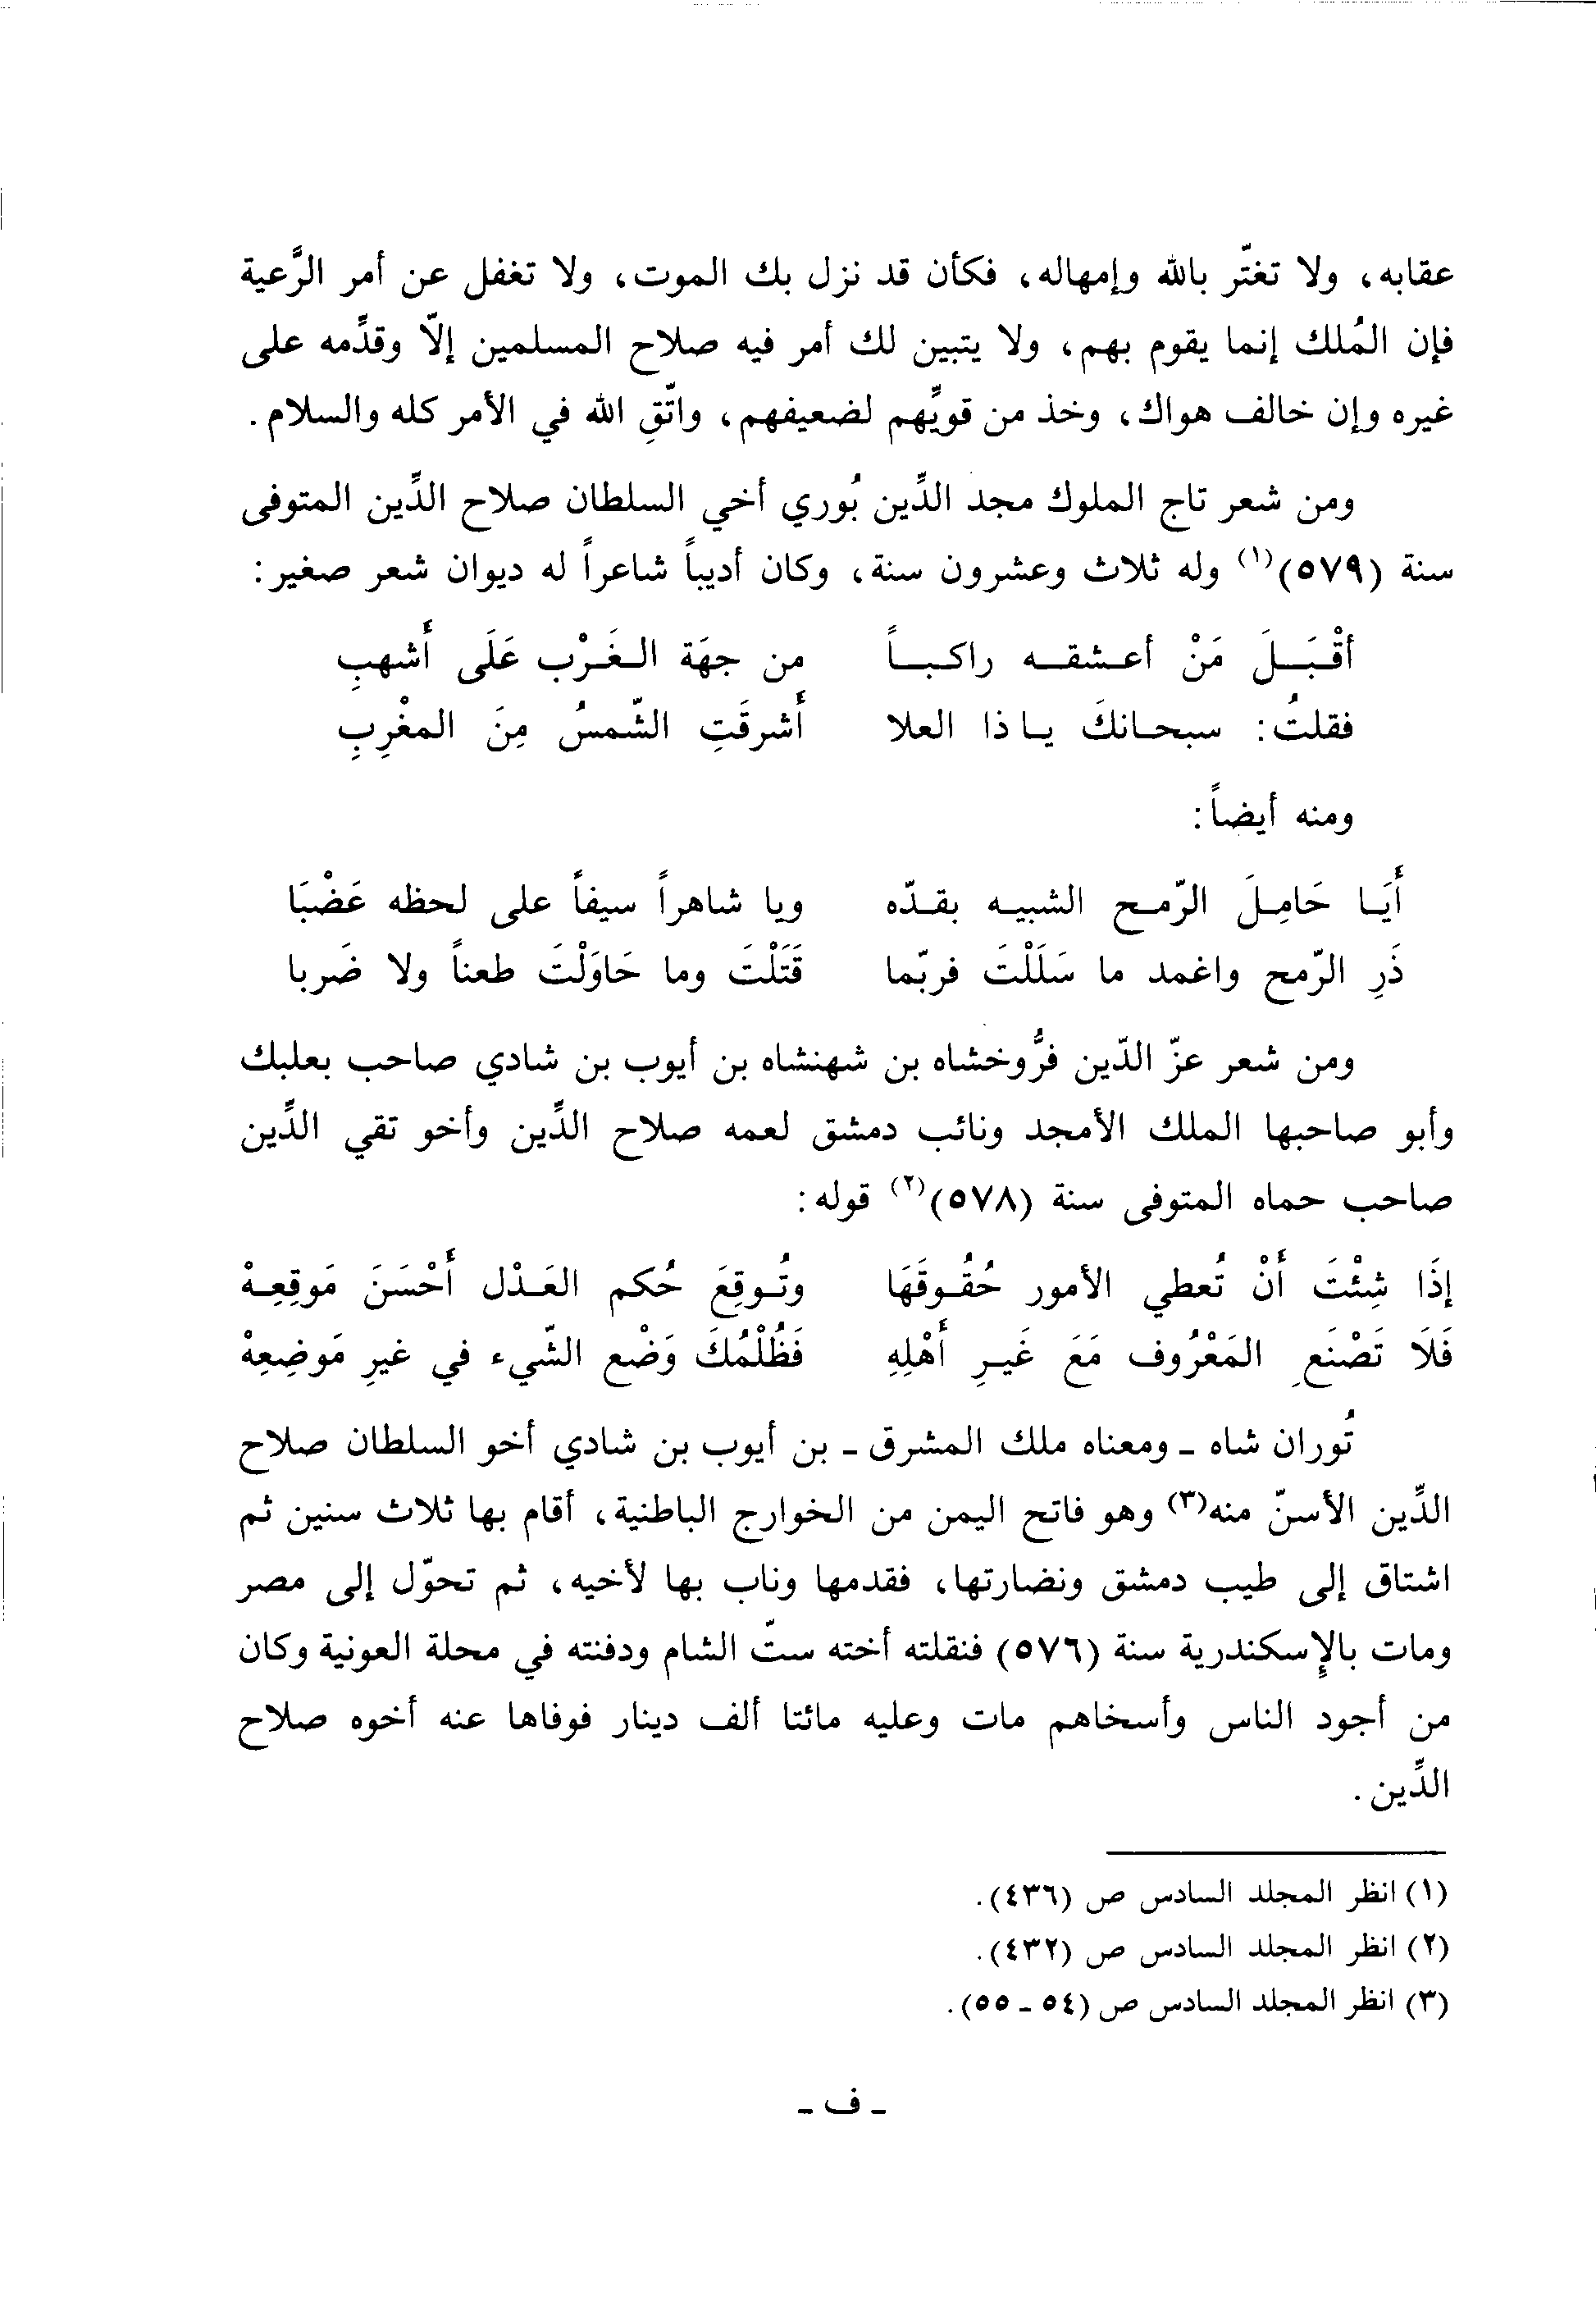 عقابه، ولا تغتّر بالله وإمهاله، فكأن قد نزل بك الموت، ولا تغفل عن أمر الرَّعية
فإن المُلك إنما يقوم بهم، ولا يتبين لك أمر فيه صلاح المسلمين إلّا وقدِّمه على
غيره وإن خالف هواك، وخذ من قويِّهم لضعيفهم، واتّقِ الله في الأمر كله والسلام.
ومن شعر تاج الملوك مجد الدِّين بُوري أخي السلطان صلاح الدِّين المتوفى
سنة (٥٧٩)(١) وله ثلاث وعشرون سنة، وكان أديباً شاعراً له ديوان شعر صغير:
أقْبَلَ مَنْ أعشقه راكباً من جهَة الغَرْب عَلَى أَشهبِ
فقلتُ: سبحانكَ يا ذا العلا أَشرقَتِ الشّمسُ مِنَ المغْرِبِ
ومنه أيضاً:
أَيَا حَامِلَ الرّمح الشبيه بقدّه ويا شاهراً سيفاً على لحظه عَضْبَا
ذَرِ الرّمح واغمد ما سَلَلْتَ فربّما قَتَلْتَ وما حَاوَلْتَ طعناً ولا ضَربا
ومن شعر عزّ الدّين فرُّوخشاه بن شهنشاه بن أيوب بن شادي صاحب بعلبك
وأبو صاحبها الملك الأمجد ونائب دمشق لعمه صلاح الدِّين وأخو تقي الدِّين
صاحب حماه المتوفى سنة (٥٧٨)(٢) قوله:
إذَا شِئْتَ أَنْ تُعطي الأمور حُقُوقَهَا وتُوقِعَ حُكم العَدْل أَحْسَنَ مَوقِعِهْ
فَلَا تَصْنَعِ المَعْرُوف مَعَ غَيرِ أَهْلِهِ فَظُلْمُكَ وَضْع الشّيء في غيرِ مَوضِعِهْ
تُوران شاه - ومعناه ملك المشرق - بن أيوب بن شادي أخو السلطان صلاح
الدِّين الأسنّ منه(٣) وهو فاتح اليمن من الخوارج الباطنية، أقام بها ثلاث سنين ثم
اشتاق إلى طيب دمشق ونضارتها، فقدمها وناب بها لأخيه، ثم تحوّل إلى مصر
ومات بالإسكندرية سنة (٥٧٦) فنقلته أخته ستّ الشام ودفنته في محلة العونية وكان
من أجود الناس وأسخاهم مات وعليه مائتا ألف دينار فوفاها عنه أخوه صلاح
الدِّين.
(١) انظر المجلد السادس ص (٤٣٦).
(٢) انظر المجلد السادس ص (٤٣٢).
(٣) انظر المجلد السادس ص (٥٤ - ٥٥).
- ف -